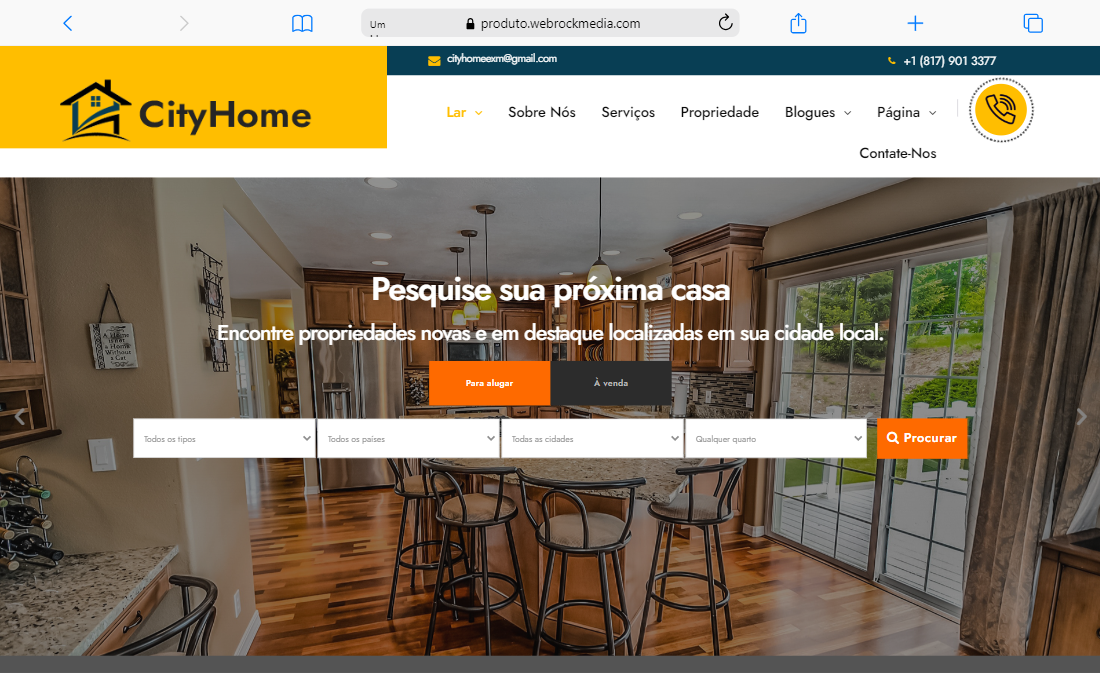 Um
produto.webrockmedia.com
cityhomeexm@gmail.com
+1 (817) 901 3377
CityHome
Lar
Sobre Nós
Serviços
Propriedade
Blogues
Página
Contate-Nos
Pesquise sua próxima casa
Encontre propriedades novas e em destaque localizadas em sua cidade local.
Para alugar
À venda
Todos os tipos
Todos os países
Todas as cidades
Qualquer quarto
Procurar